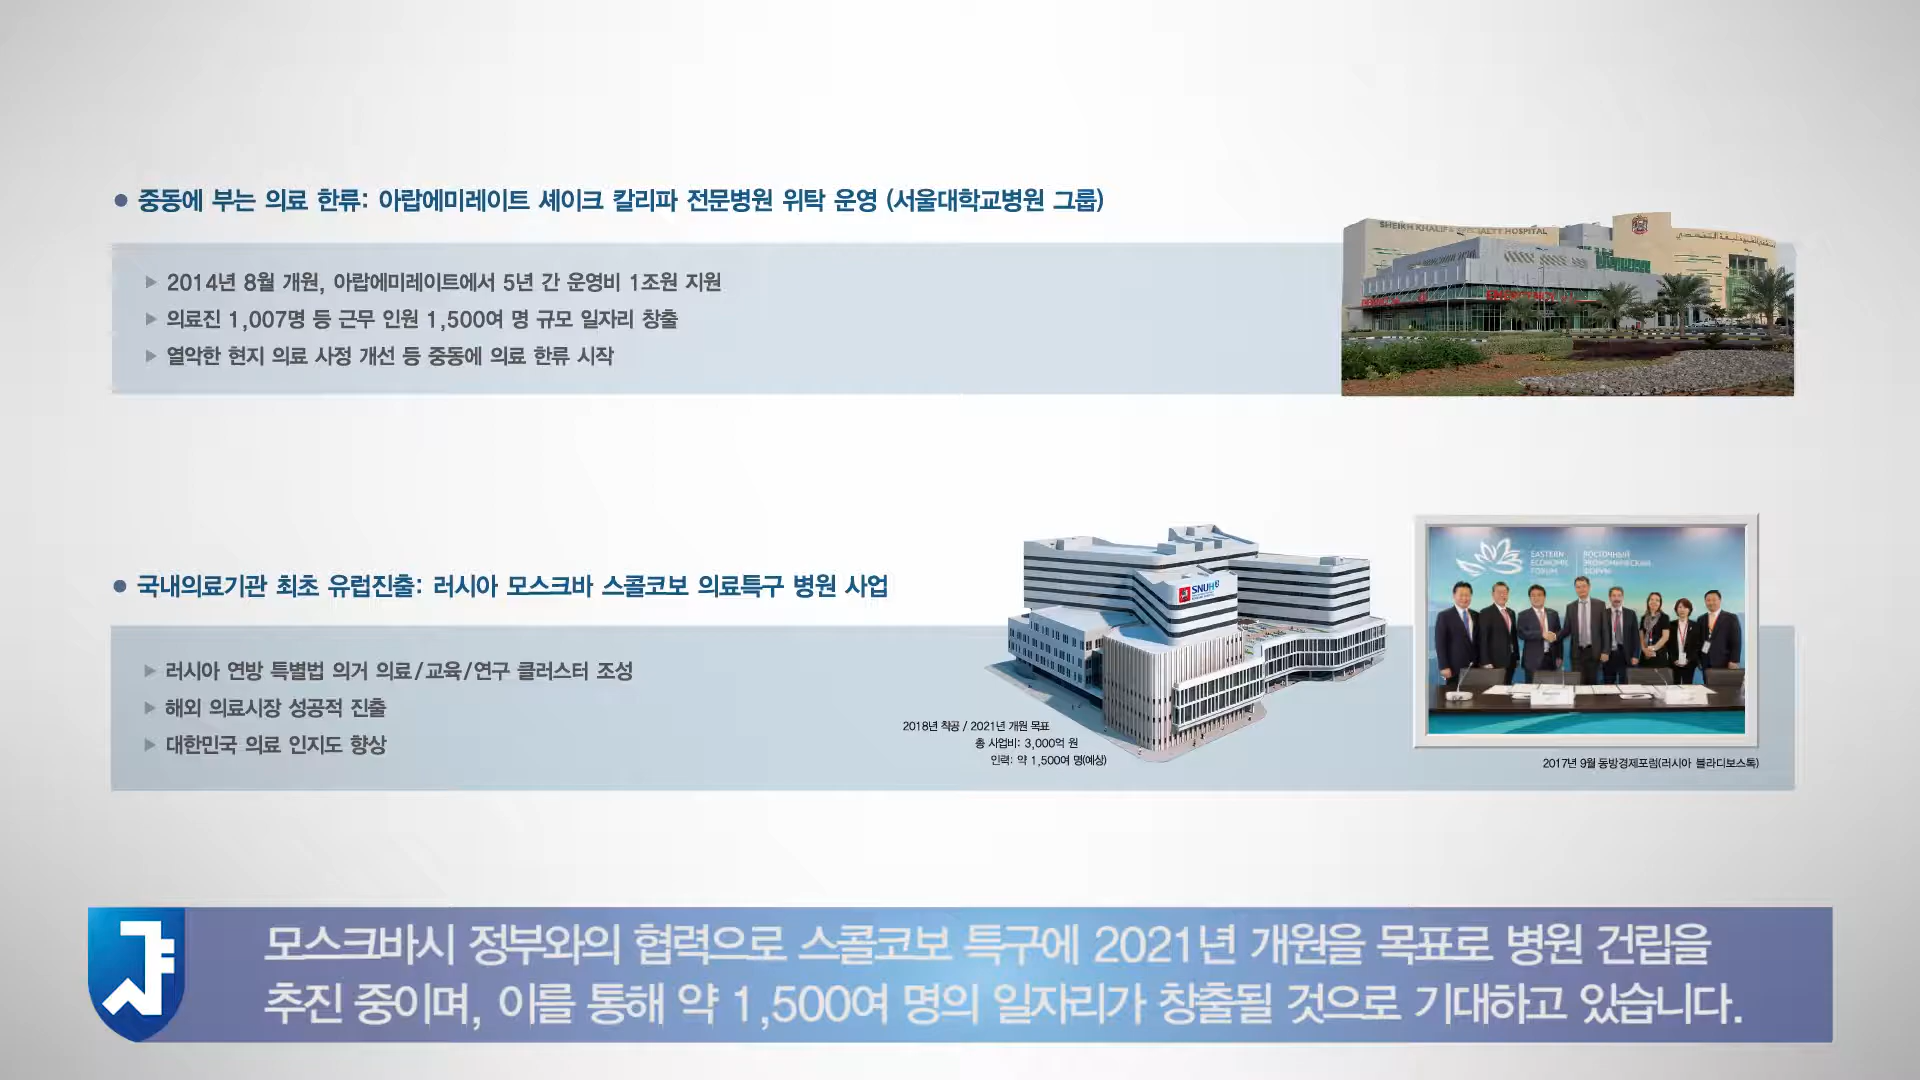 ● 중동에 부는 의료 한류: 아랍에미레이트 셰이크 칼리파 전문병원 위탁 운영 (서울대학교병원 그룹)
SHEIKH KHALIFA SPECIALTY HOSPITAL
▶ 2014년 8월 개원, 아랍에미레이트에서 5년 간 운영비 1조원 지원
▶ 의료진 1,007명 등 근무 인원 1,500여 명 규모 일자리 창출
▶ 열악한 현지 의료 사정 개선 등 중동에 의료 한류 시작
● 국내의료기관 최초 유럽진출: 러시아 모스크바 스콜코보 의료특구 병원 사업
SNUH
EASTERN
ECONOMIC
FORUM
ВОСТОЧНЫЙ
ЭКОНОМИЧЕСКИЙ
ФОРУМ
▶ 러시아 연방 특별법 의거 의료/교육/연구 클러스터 조성
▶ 해외 의료시장 성공적 진출
▶ 대한민국 의료 인지도 향상
2018년 착공 / 2021년 개원 목표
총 사업비: 3,000억 원
인력: 약 1,500여 명(예상)
2017년 9월 동방경제포럼(러시아 블라디보스톡)
모스크바시 정부와의 협력으로 스콜코보 특구에 2021년 개원을 목표로 병원 건립을
추진 중이며, 이를 통해 약 1,500여 명의 일자리가 창출될 것으로 기대하고 있습니다.